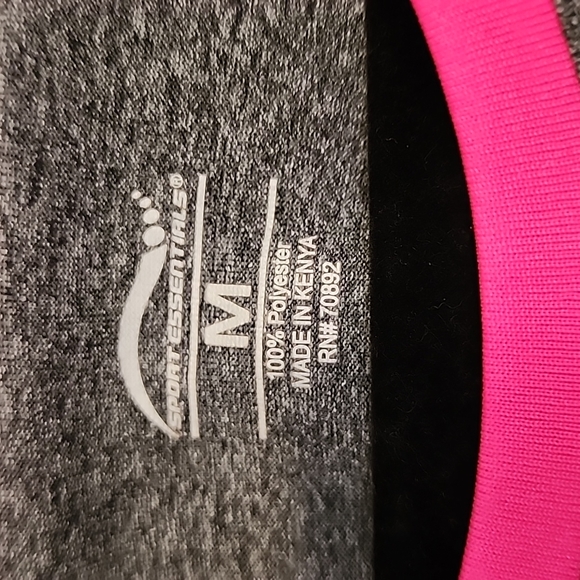 SPORT ESSENTIALS®
M
100% Polyester
MADE IN KENYA
RN# 70892